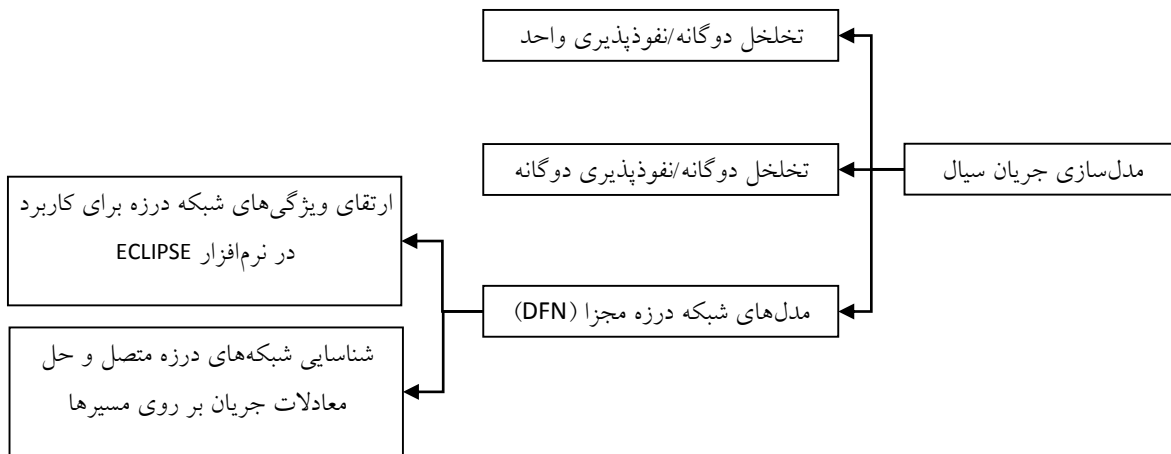 مدل‌سازی جریان سیال
تخلخل دوگانه/نفوذپذیری واحد
تخلخل دوگانه/نفوذپذیری دوگانه
مدل‌های شبکه درزه مجزا (DFN)
ارتقای ویژگی‌های شبکه درزه برای کاربرد
در نرم‌افزار ECLIPSE
شناسایی شبکه‌های درزه متصل و حل
معادلات جریان بر روی مسیرها